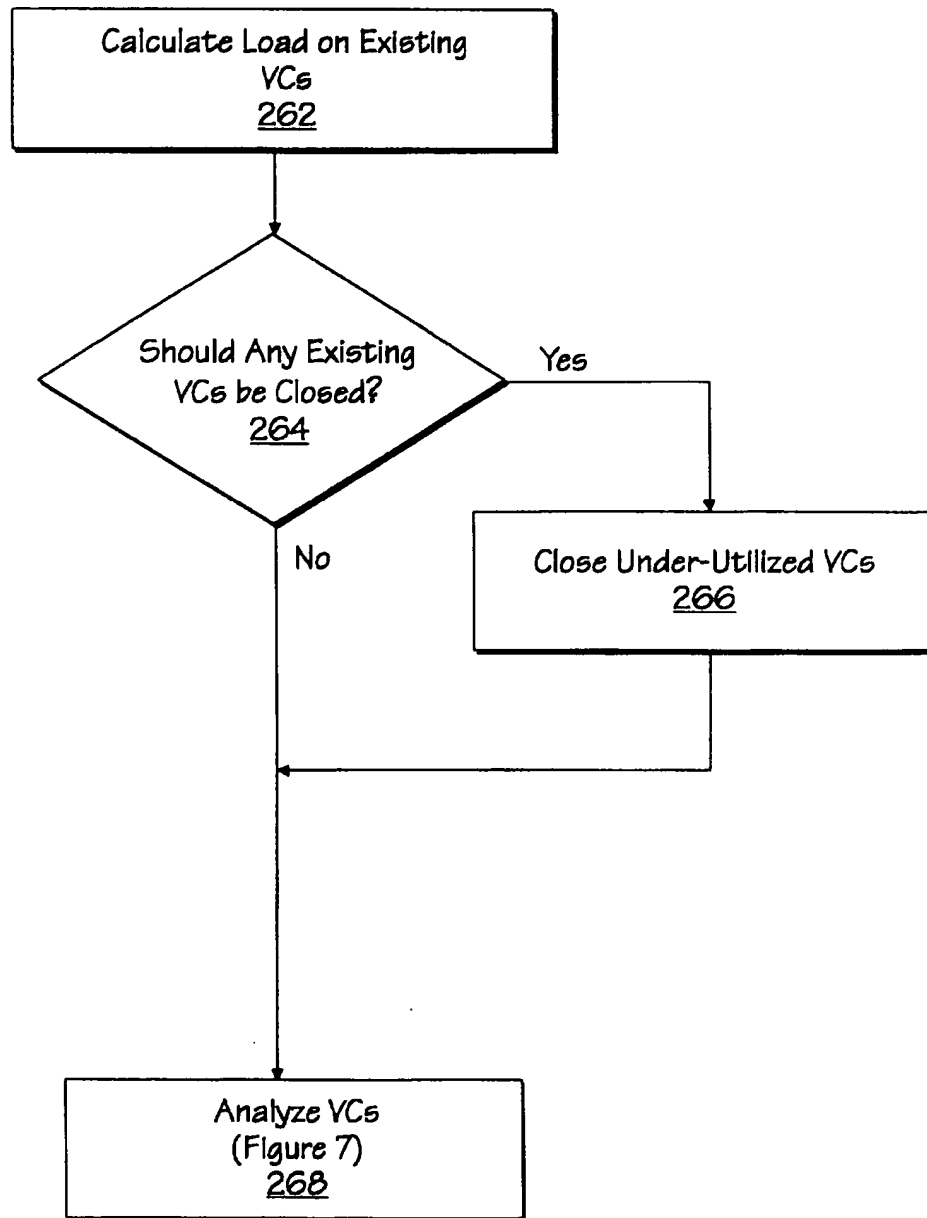 Calculate Load on Existing
VCs
262
Should Any Existing
VCs be Closed?
264
Yes
No
Close Under-Utilized VCs
266
Analyze VCs
(Figure 7)
268